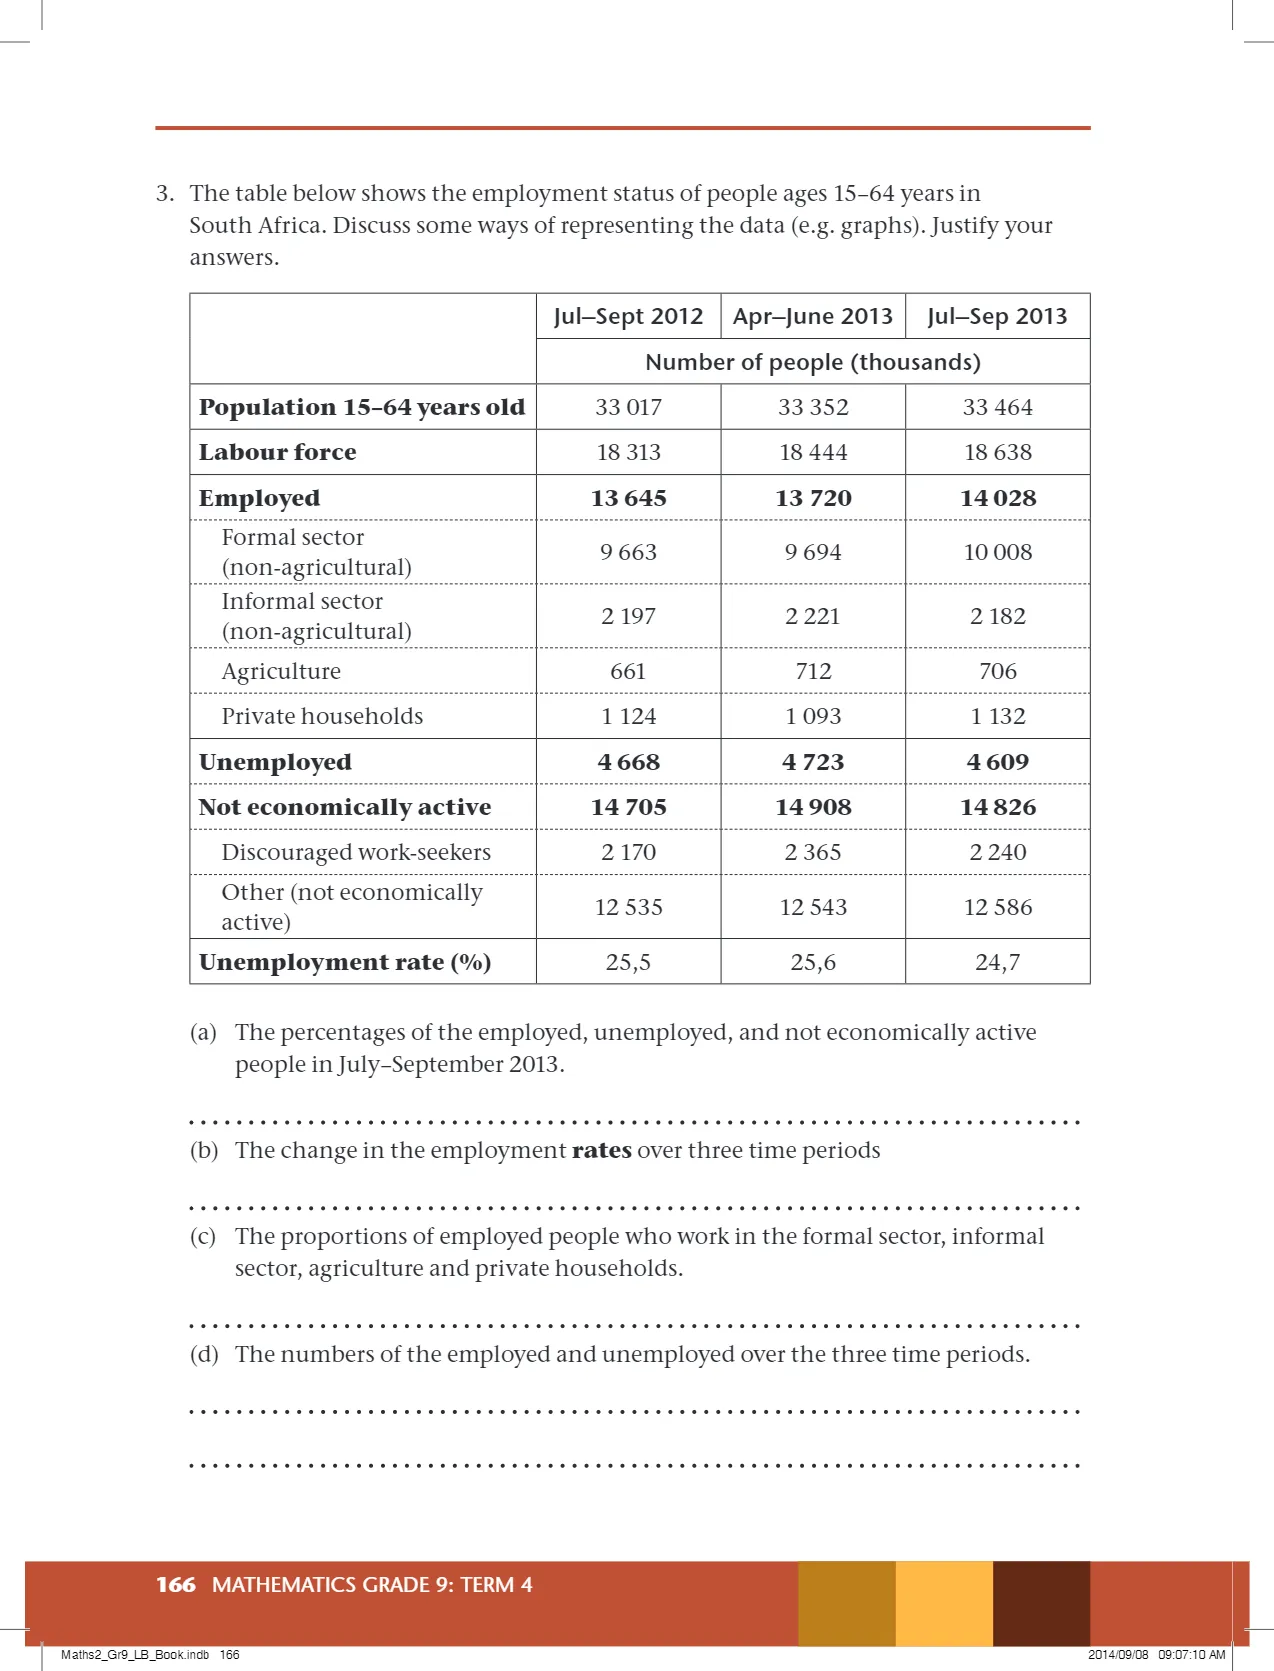 3. The table below shows the employment status of people ages 15–64 years in
South Africa. Discuss some ways of representing the data (e.g. graphs). Justify your
answers.
Jul–Sept 2012 Apr–June 2013 Jul–Sep 2013
Number of people (thousands)
Population 15–64 years old 33 017 33 352 33 464
Labour force 18 313 18 444 18 638
Employed 13 645 13 720 14 028
Formal sector
(non-agricultural) 9 663 9 694 10 008
Informal sector
(non-agricultural) 2 197 2 221 2 182
Agriculture 661 712 706
Private households 1 124 1 093 1 132
Unemployed 4 668 4 723 4 609
Not economically active 14 705 14 908 14 826
Discouraged work-seekers 2 170 2 365 2 240
Other (not economically
active) 12 535 12 543 12 586
Unemployment rate (%) 25,5 25,6 24,7
(a) The percentages of the employed, unemployed, and not economically active
people in July–September 2013.
(b) The change in the employment rates over three time periods
(c) The proportions of employed people who work in the formal sector, informal
sector, agriculture and private households.
(d) The numbers of the employed and unemployed over the three time periods.
166 MATHEMATICS GRADE 9: TERM 4
Maths2_Gr9_LB_Book.indb 166 2014/09/08 09:07:10 AM